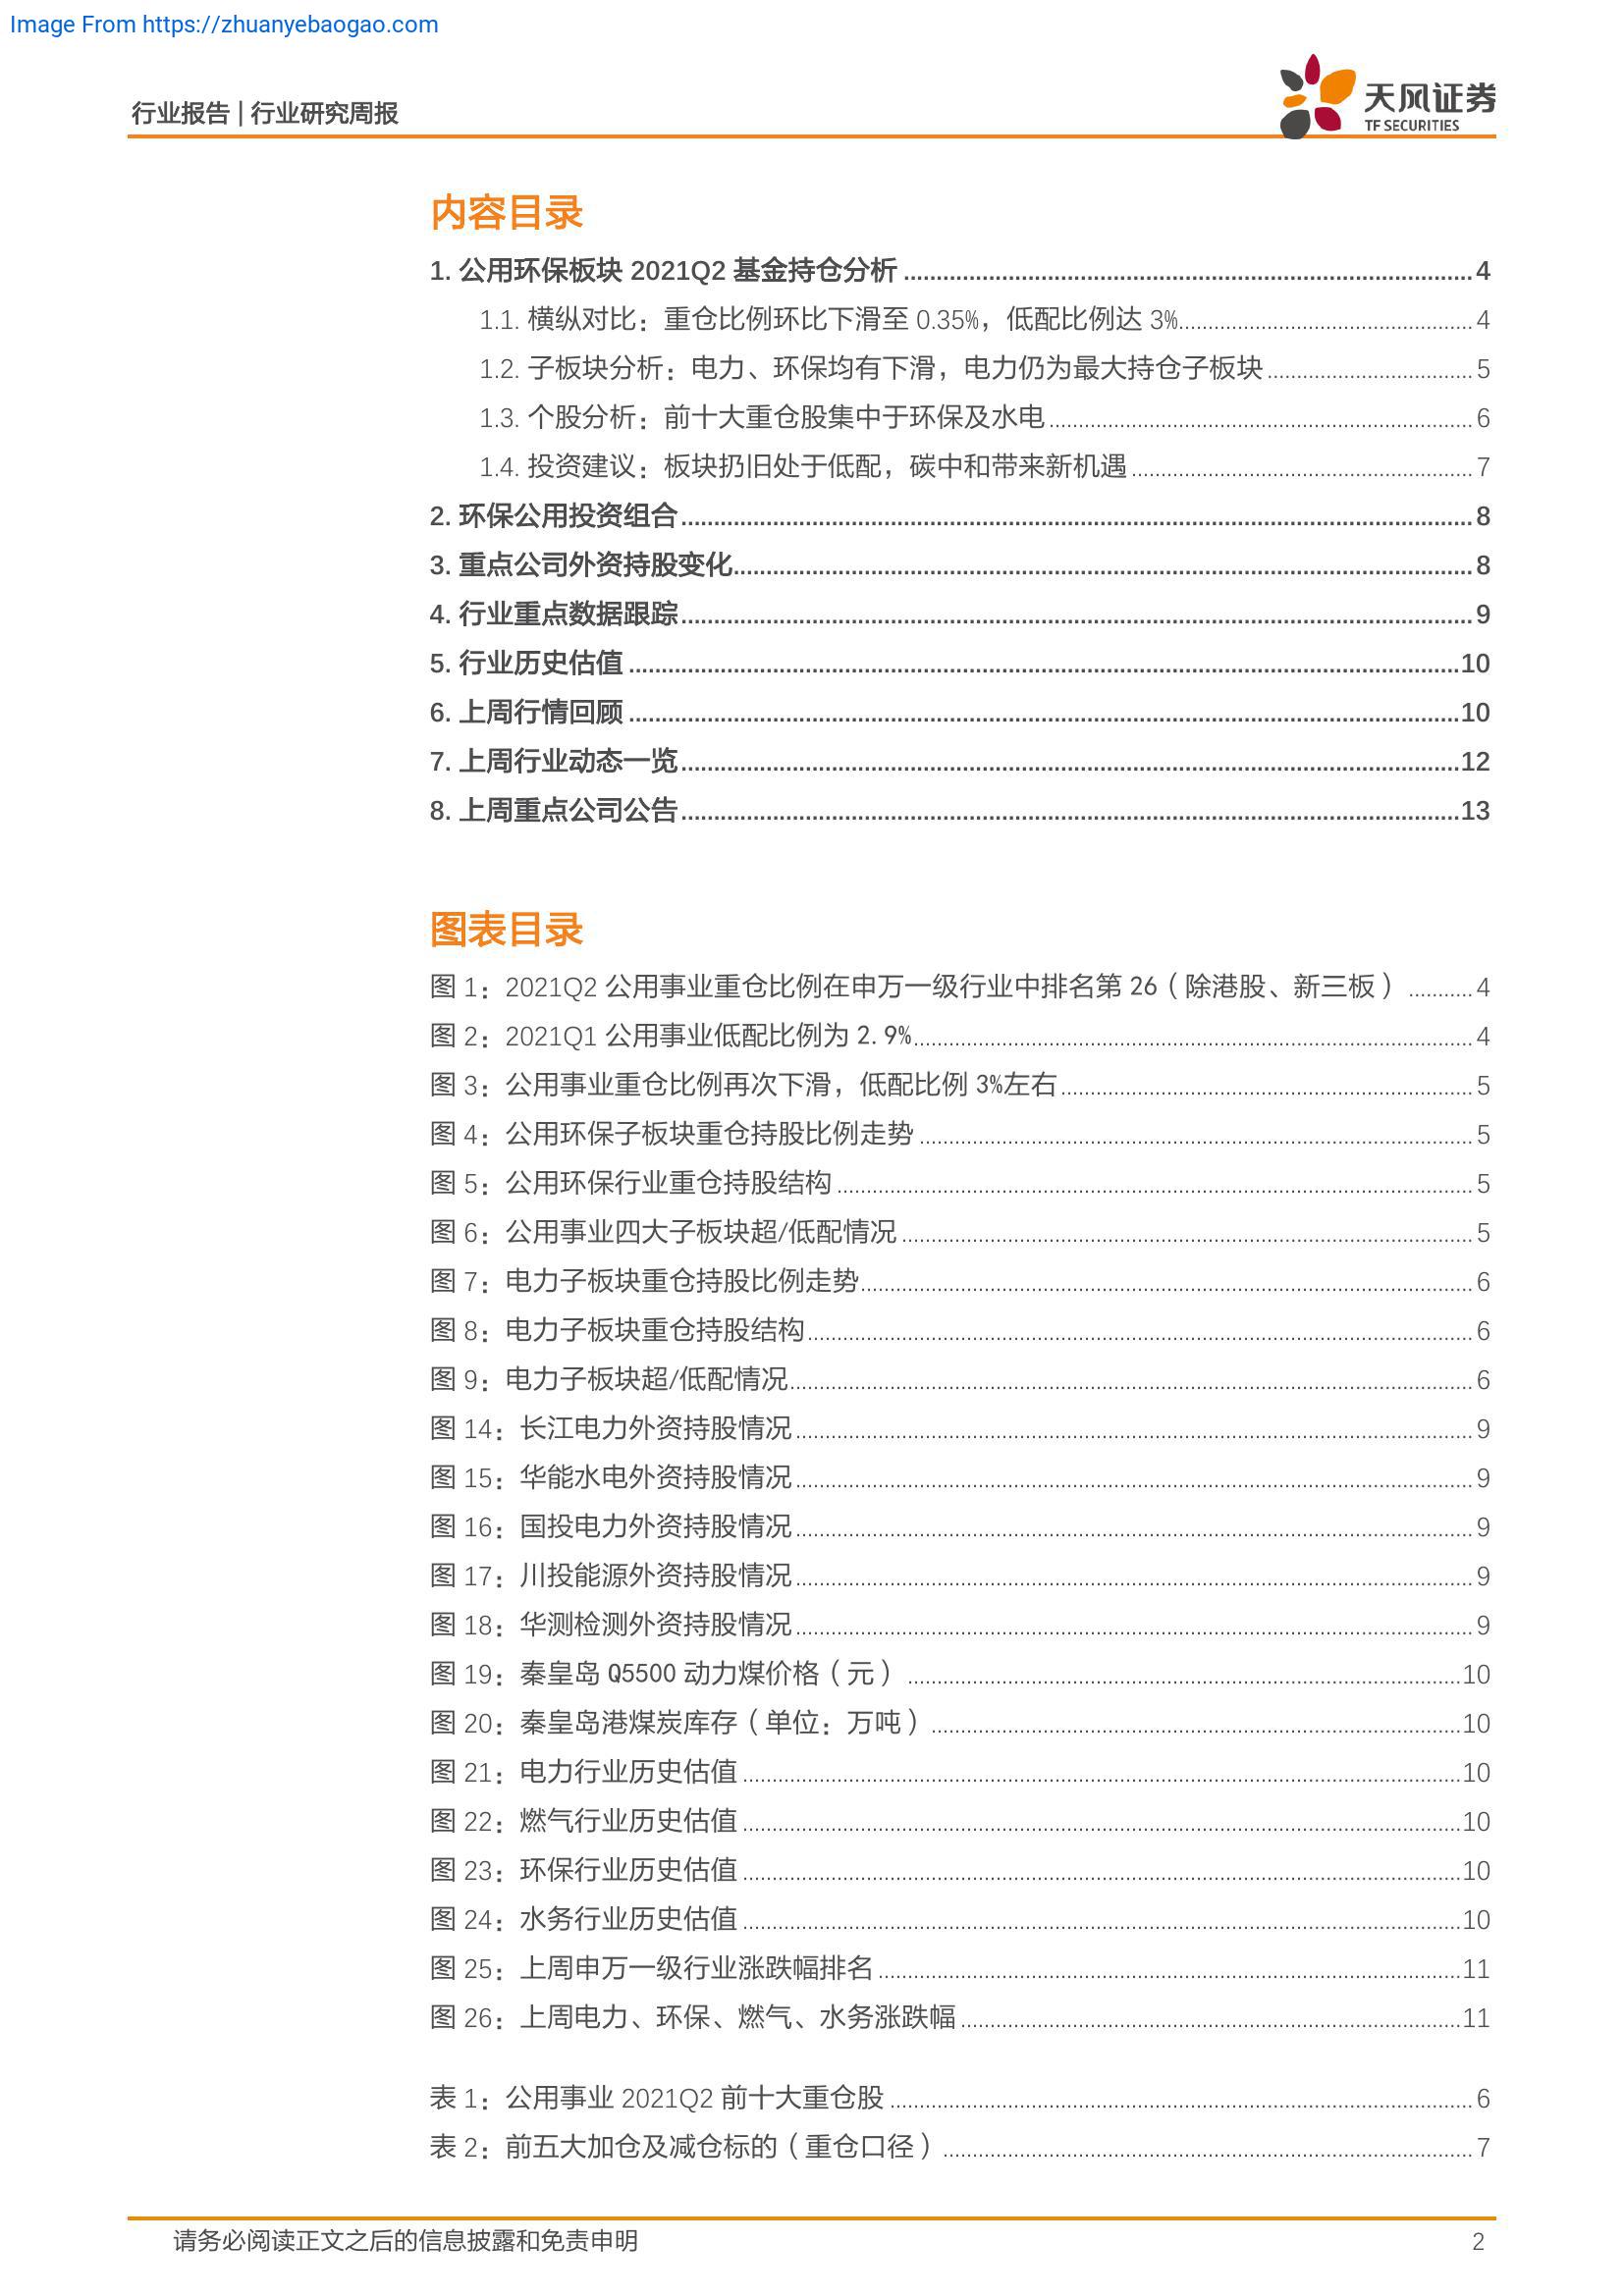 Image From https://zhuanyebaogao.com
行业报告 | 行业研究周报
天风证券
TF SECURITIES
内容目录
1. 公用环保板块 2021Q2 基金持仓分析 4
1.1. 横纵对比：重仓比例环比下滑至 0.35%，低配比例达 3% 4
1.2. 子板块分析：电力、环保均有下滑，电力仍为最大持仓子板块 5
1.3. 个股分析：前十大重仓股集中于环保及水电 6
1.4. 投资建议：板块扔旧处于低配，碳中和带来新机遇 7
2. 环保公用投资组合 8
3. 重点公司外资持股变化 8
4. 行业重点数据跟踪 9
5. 行业历史估值 10
6. 上周行情回顾 10
7. 上周行业动态一览 12
8. 上周重点公司公告 13
图表目录
图 1：2021Q2 公用事业重仓比例在申万一级行业中排名第 26（除港股、新三板） 4
图 2：2021Q1 公用事业低配比例为 2.9% 4
图 3：公用事业重仓比例再次下滑，低配比例 3%左右 5
图 4：公用环保子板块重仓持股比例走势 5
图 5：公用环保行业重仓持股结构 5
图 6：公用事业四大子板块超/低配情况 5
图 7：电力子板块重仓持股比例走势 6
图 8：电力子板块重仓持股结构 6
图 9：电力子板块超/低配情况 6
图 14：长江电力外资持股情况 9
图 15：华能水电外资持股情况 9
图 16：国投电力外资持股情况 9
图 17：川投能源外资持股情况 9
图 18：华测检测外资持股情况 9
图 19：秦皇岛 Q5500 动力煤价格（元） 10
图 20：秦皇岛港煤炭库存（单位：万吨） 10
图 21：电力行业历史估值 10
图 22：燃气行业历史估值 10
图 23：环保行业历史估值 10
图 24：水务行业历史估值 10
图 25：上周申万一级行业涨跌幅排名 11
图 26：上周电力、环保、燃气、水务涨跌幅 11
表 1：公用事业 2021Q2 前十大重仓股 6
表 2：前五大加仓及减仓标的（重仓口径） 7
请务必阅读正文之后的信息披露和免责申明 2